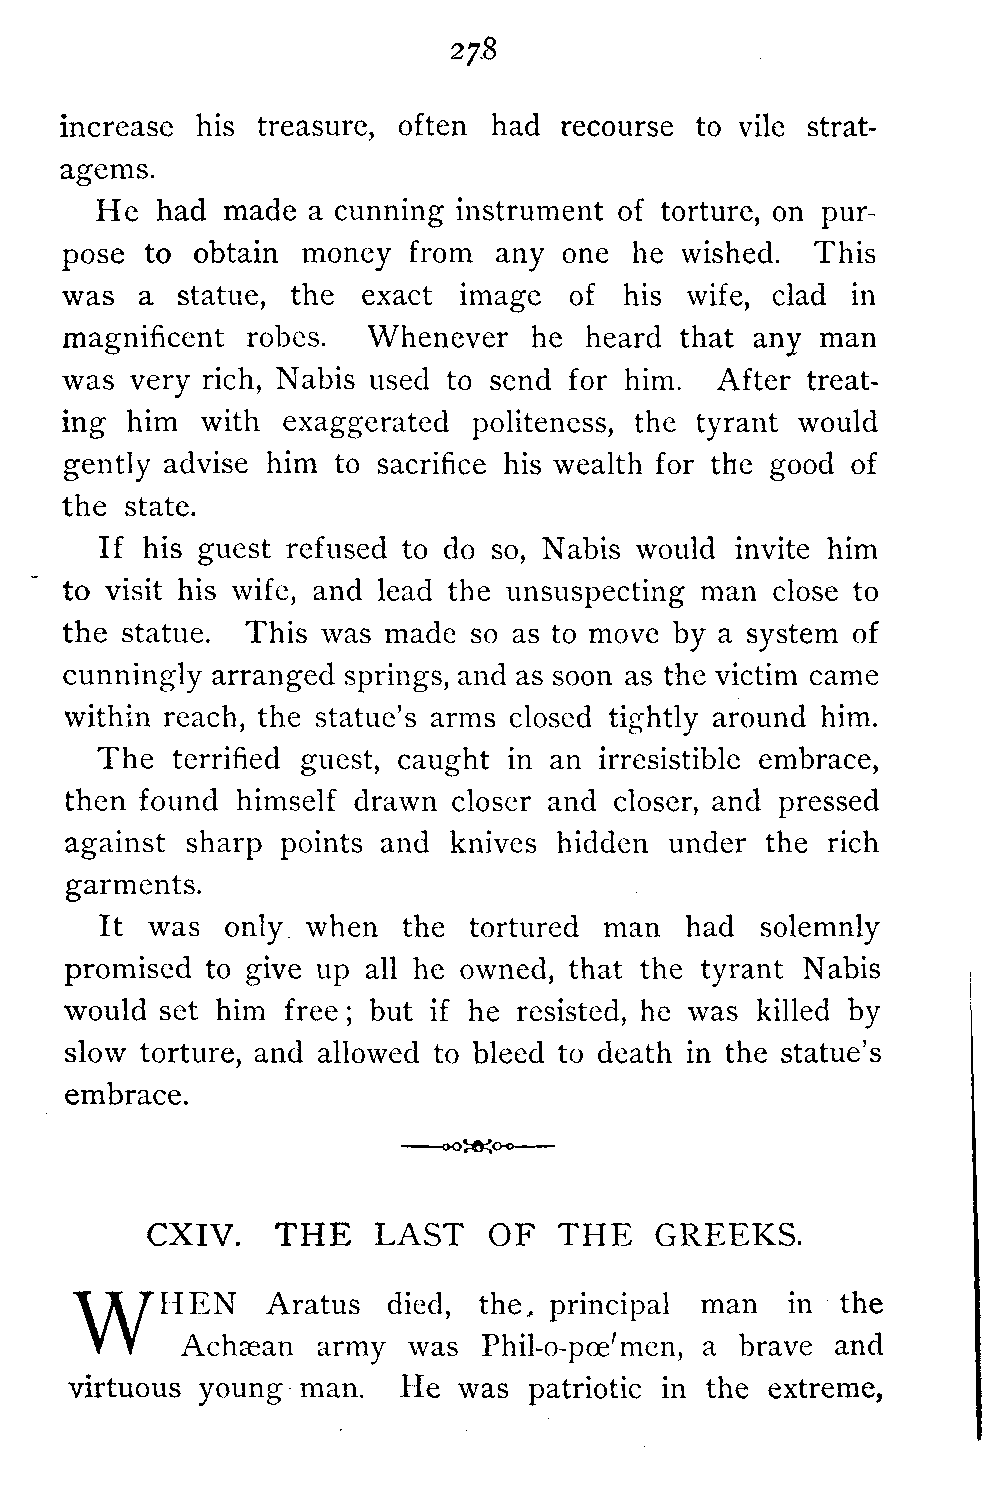 278
increase his treasure, often had recourse to vile strat-
agems.
He had made a cunning instrument of torture, on pur-
pose to obtain money from any one he wished. This
was a statue, the exact image of his wife, clad in
magnificent robes. Whenever he heard that any man
was very rich, Nabis used to send for him. After treat-
ing him with exaggerated politeness, the tyrant would
gently advise him to sacrifice his wealth for the good of
the state.
If his guest refused to do so, Nabis would invite him
to visit his wife, and lead the unsuspecting man close to
the statue. This was made so as to move by a system of
cunningly arranged springs, and as soon as the victim came
within reach, the statue's arms closed tightly around him.
The terrified guest, caught in an irresistible embrace,
then found himself drawn closer and closer, and pressed
against sharp points and knives hidden under the rich
garments.
It was only when the tortured man had solemnly
promised to give up all he owned, that the tyrant Nabis
would set him free; but if he resisted, he was killed by
slow torture, and allowed to bleed to death in the statue's
embrace.
CXIV. THE LAST OF THE GREEKS.
WHEN Aratus died, the principal man in the
Achæan army was Phil-o-pœ'men, a brave and
virtuous young man. He was patriotic in the extreme,